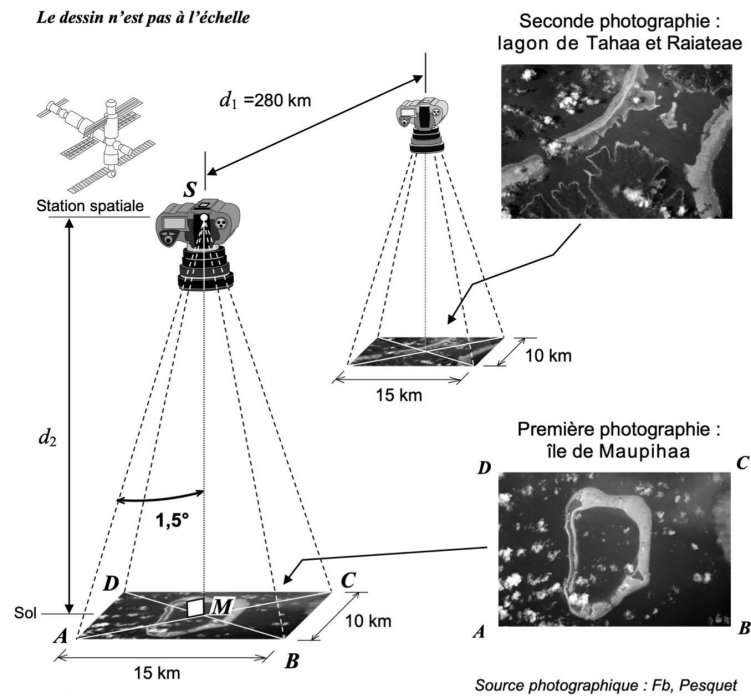 Le dessin n'est pas à l'échelle
Seconde photographie :
lagon de Tahaa et Raiateae
d₁ =280 km
S
Station spatiale
10 km
15 km
d₂
Première photographie :
île de Maupihaa
D
C
1,5°
D
C
Sol
M
10 km
A
B
A
B
15 km
Source photographique : Fb, Pesquet